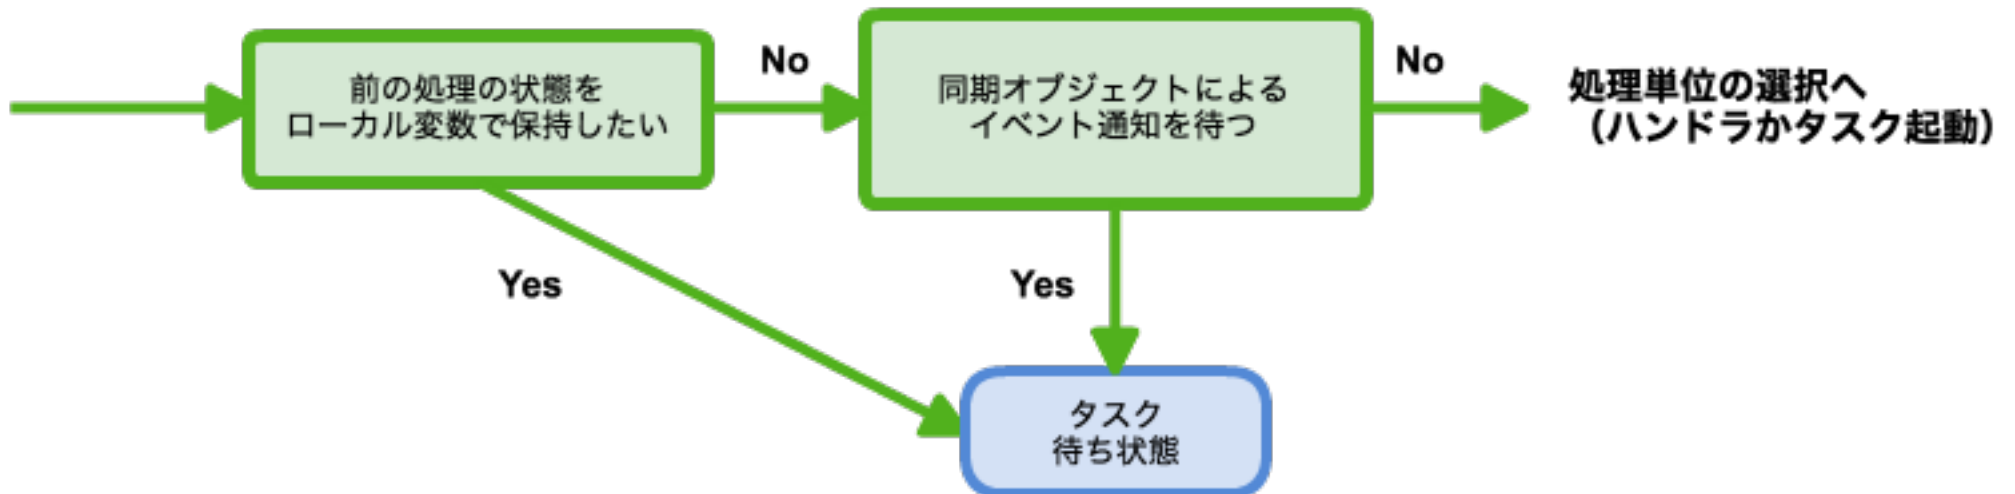 前の処理の状態を
ローカル変数で保持したい
No
同期オブジェクトによる
イベント通知を待つ
No
処理単位の選択へ
（ハンドラかタスク起動）
Yes
Yes
タスク
待ち状態